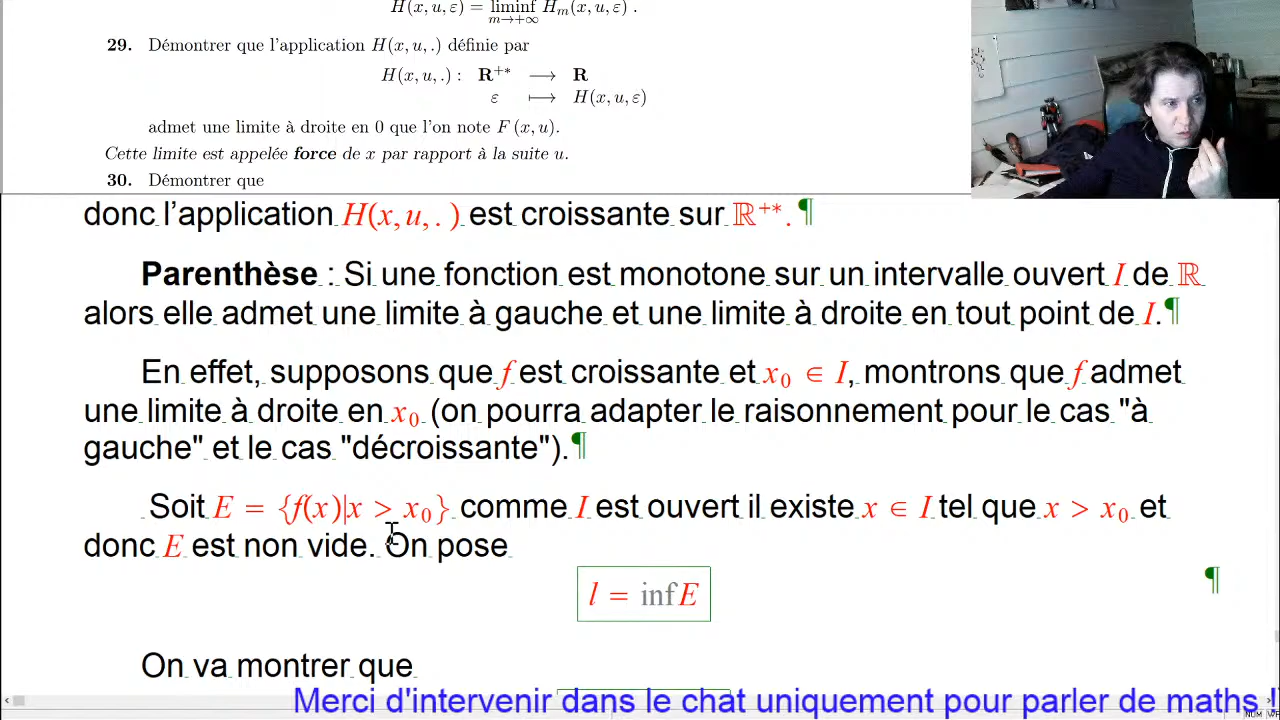 H(x, u, ε) = liminf H_m(x, u, ε) .
m→+∞
29. Démontrer que l'application H(x, u, .) définie par
H(x, u, .) : R⁺* ⟶ R
ε ⟼ H(x, u, ε)
admet une limite à droite en 0 que l'on note F (x, u).
Cette limite est appelée force de x par rapport à la suite u.
30. Démontrer que
donc l'application H(x, u, . ) est croissante sur ℝ⁺*. ¶
Parenthèse : Si une fonction est monotone sur un intervalle ouvert I de ℝ
alors elle admet une limite à gauche et une limite à droite en tout point de I. ¶
En effet, supposons que f est croissante et x₀ ∈ I, montrons que f admet
une limite à droite en x₀ (on pourra adapter le raisonnement pour le cas "à
gauche" et le cas "décroissante"). ¶
Soit E = {f(x)|x > x₀} comme I est ouvert il existe x ∈ I tel que x > x₀ et
donc E est non vide. On pose
l = inf E ¶
On va montrer que
Merci d'intervenir dans le chat uniquement pour parler de maths !
NUM